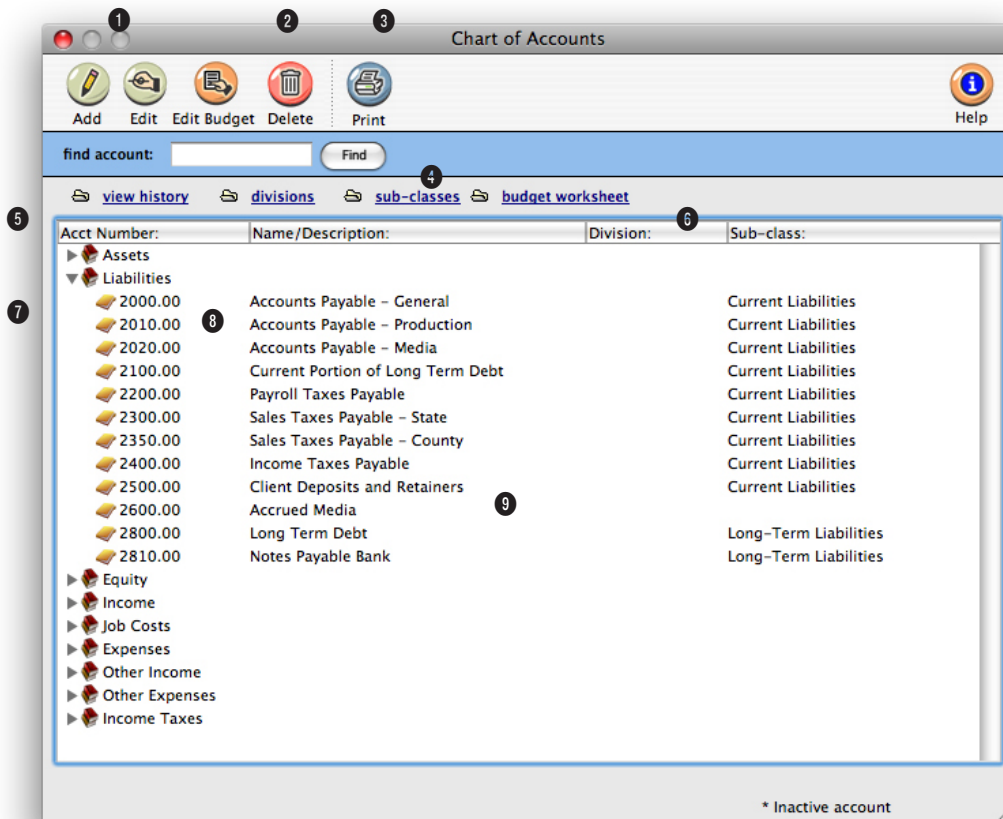 1 2 3
Chart of Accounts
Add Edit Edit Budget Delete Print Help
find account: Find
4
view history divisions sub-classes budget worksheet
5 6
Acct Number: Name/Description: Division: Sub-class:
Assets
Liabilities
7 2000.00 Accounts Payable – General Current Liabilities
8
2010.00 Accounts Payable – Production Current Liabilities
2020.00 Accounts Payable – Media Current Liabilities
2100.00 Current Portion of Long Term Debt Current Liabilities
2200.00 Payroll Taxes Payable Current Liabilities
2300.00 Sales Taxes Payable – State Current Liabilities
2350.00 Sales Taxes Payable – County Current Liabilities
2400.00 Income Taxes Payable Current Liabilities
2500.00 Client Deposits and Retainers Current Liabilities
9
2600.00 Accrued Media
2800.00 Long Term Debt Long-Term Liabilities
2810.00 Notes Payable Bank Long-Term Liabilities
Equity
Income
Job Costs
Expenses
Other Income
Other Expenses
Income Taxes
* Inactive account